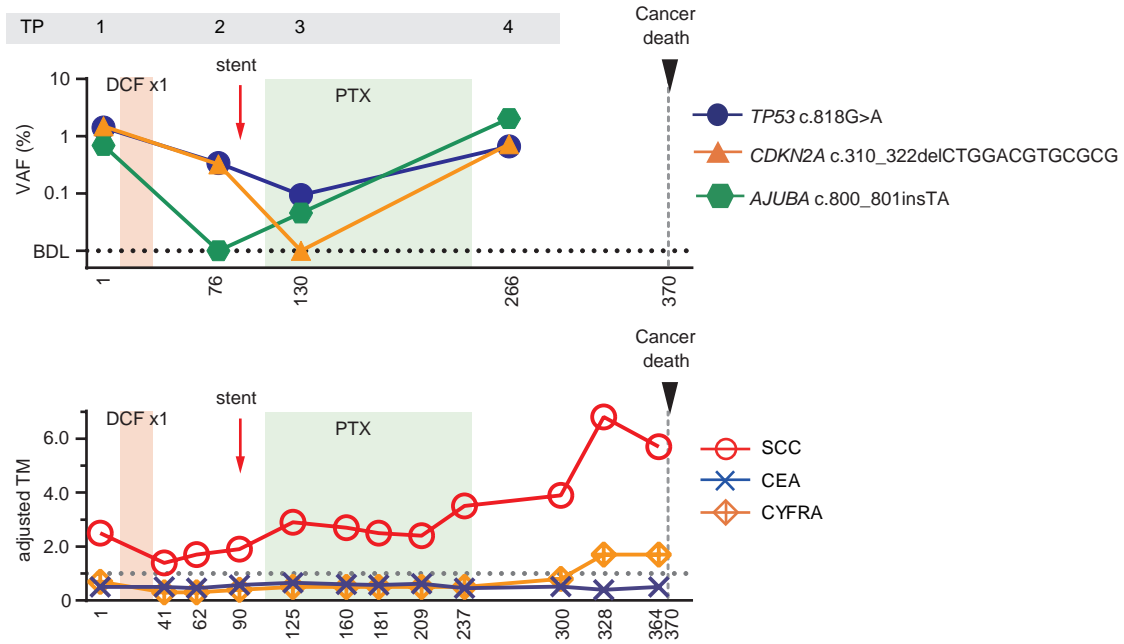 TP 1 2 3 4
Cancer
death
stent
10
DCF x1
PTX
1
0.1
BDL
VAF (%)
TP53 c.818G>A
CDKN2A c.310_322delCTGGACGTGCGCG
AJUBA c.800_801insTA
1 76 130 266 370
Cancer
death
stent
DCF x1
PTX
6.0
4.0
2.0
0
adjusted TM
SCC
CEA
CYFRA
1 41 62 90 125 160 181 209 237 300 328 364 370